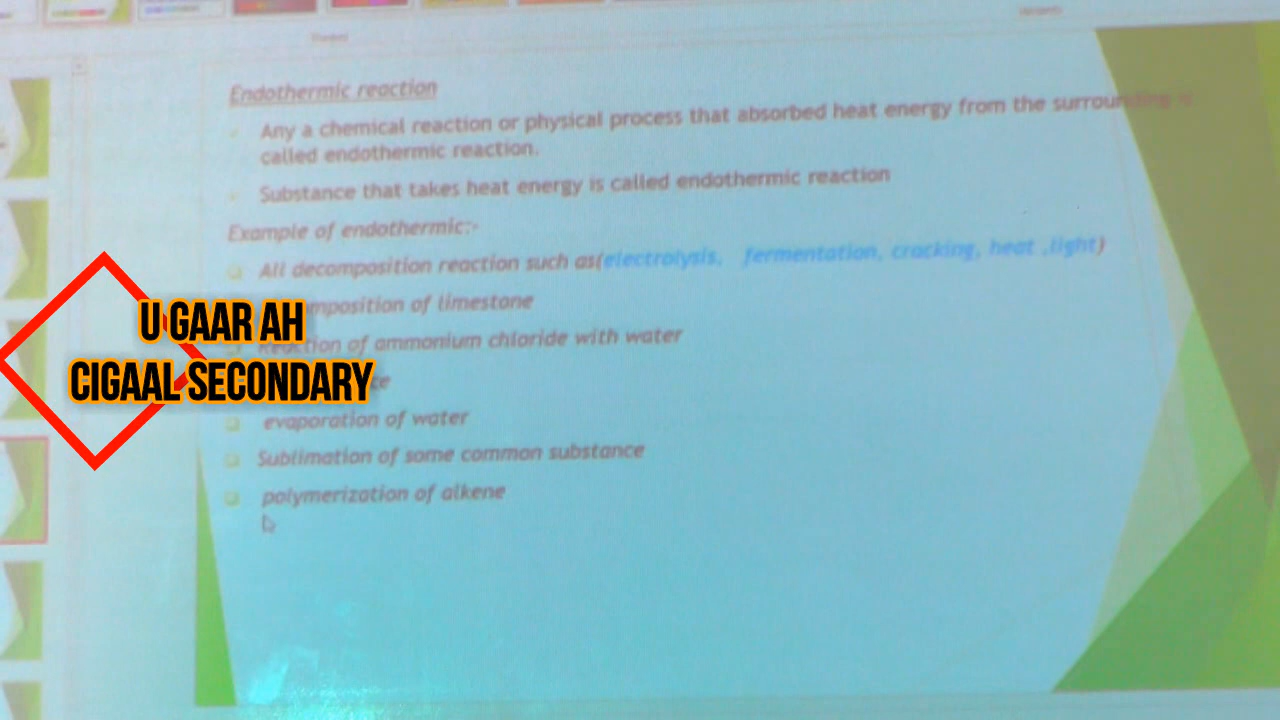 Endothermic reaction
Any a chemical reaction or physical process that absorbed heat energy from the surrounding is
called endothermic reaction.
Substance that takes heat energy is called endothermic reaction
Example of endothermic:-
All decomposition reaction such as(electrolysis, fermentation, cracking, heat ,light)
of limestone
Reaction of ammonium chloride with water
U GAAR AH
CIGAAL SECONDARY
evaporation of water
Sublimation of some common substance
polymerization of alkene